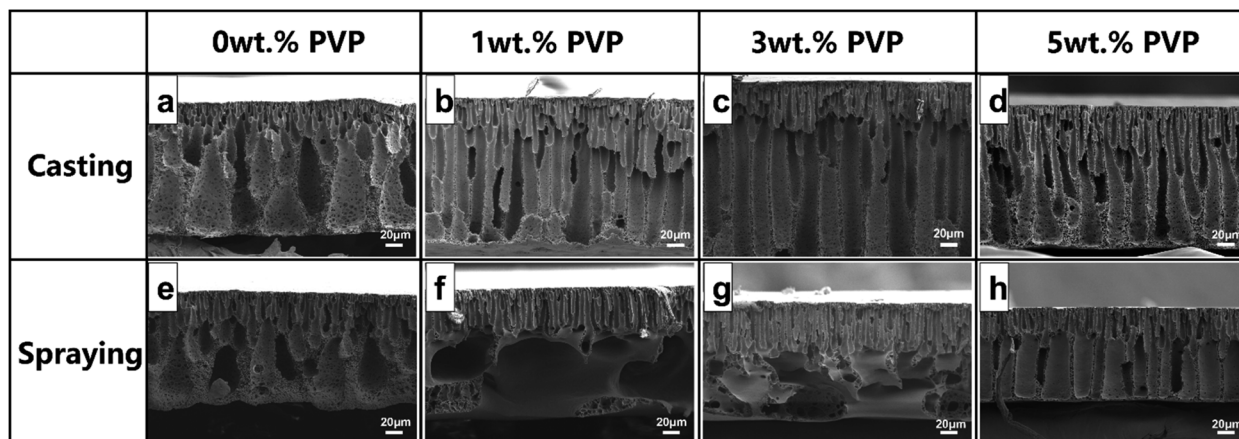 0wt.% PVP 1wt.% PVP 3wt.% PVP 5wt.% PVP
Casting
a b c d
20μm 20μm 20μm 20μm
Spraying
e f g h
20μm 20μm 20μm 20μm